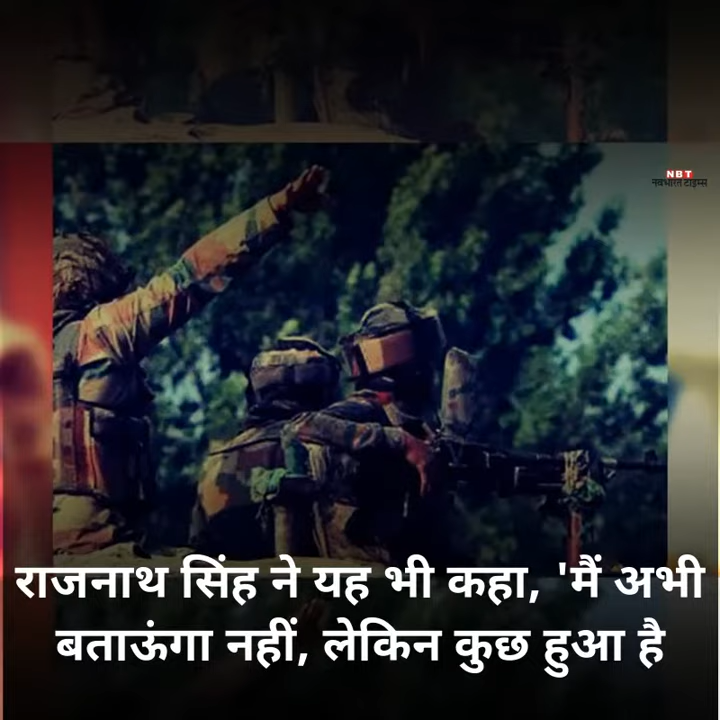 NBT
नवभारत टाइम्स
राजनाथ सिंह ने यह भी कहा, 'मैं अभी
बताऊंगा नहीं, लेकिन कुछ हुआ है